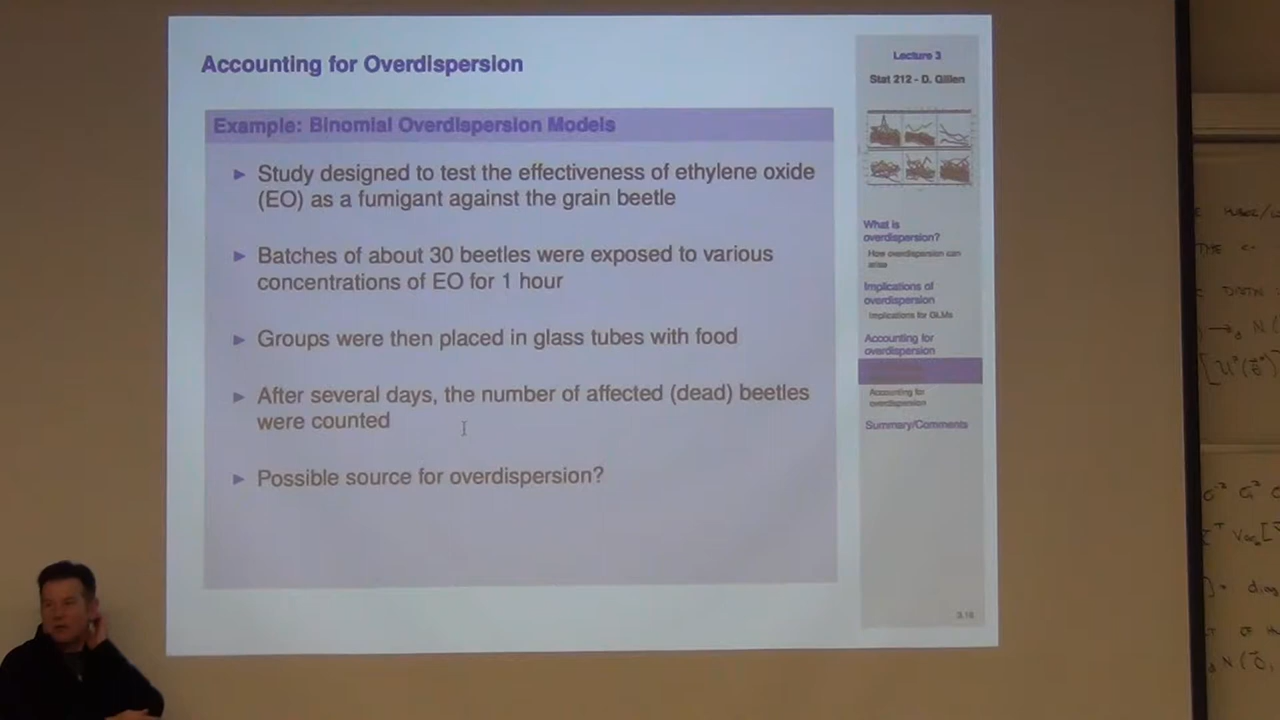 Accounting for Overdispersion
Example: Binomial Overdispersion Models
Study designed to test the effectiveness of ethylene oxide
(EO) as a fumigant against the grain beetle
Batches of about 30 beetles were exposed to various
concentrations of EO for 1 hour
Groups were then placed in glass tubes with food
After several days, the number of affected (dead) beetles
were counted
Possible source for overdispersion?
Lecture 3
Stat 212 - D. Gillen
What is
overdispersion?
How overdispersion can
arise
Implications of
overdispersion
Implications for GLMs
Accounting for
overdispersion
Accounting for
overdispersion
Summary/Comments
3.16
THE